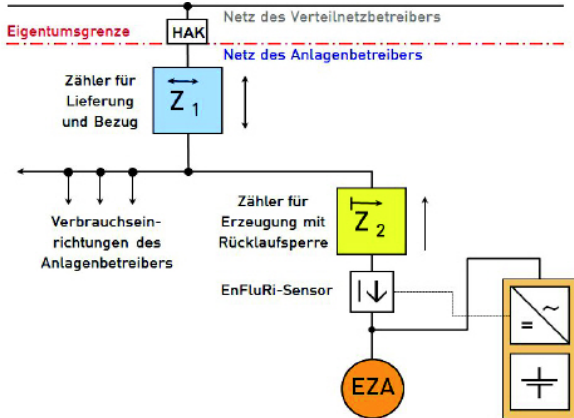 Netz des Verteilnetzbetreibers
Eigentumsgrenze
HAK
Netz des Anlagenbetreibers
Zähler für
Lieferung
und Bezug
Z 1
Zähler für
Erzeugung mit
Rücklaufsperre
Z 2
Verbrauchsein-
richtungen des
Anlagenbetreibers
EnFluRi-Sensor
EZA